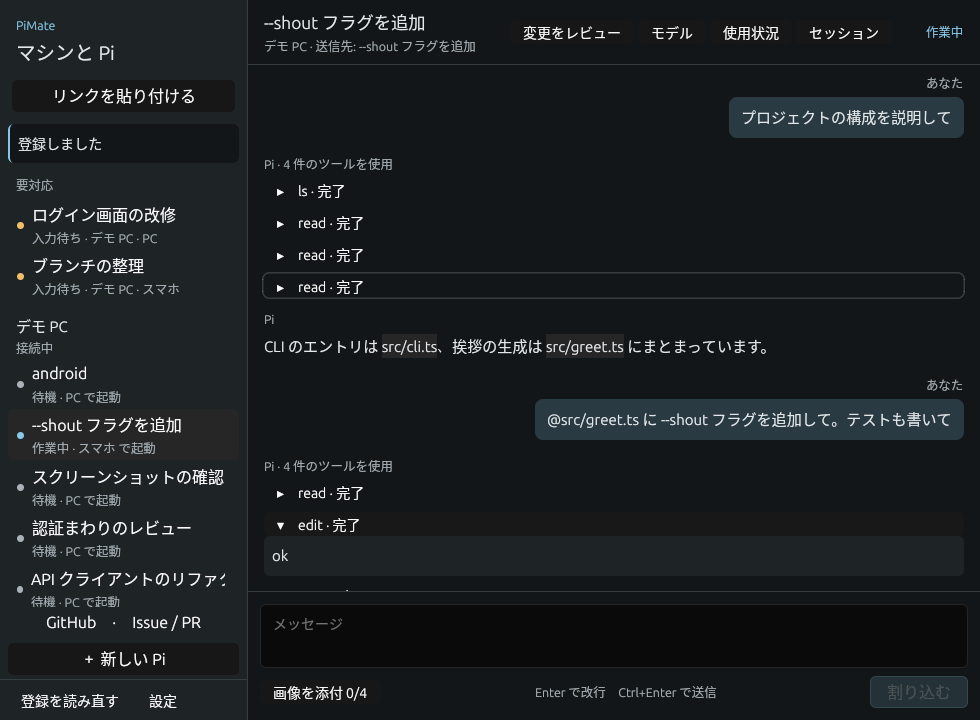 PiMate
マシンと Pi
リンクを貼り付ける
登録しました
要対応
ログイン画面の改修
入力待ち · デモ PC · PC
ブランチの整理
入力待ち · デモ PC · スマホ
デモ PC
接続中
android
待機 · PC で起動
--shout フラグを追加
作業中 · スマホ で起動
スクリーンショットの確認
待機 · PC で起動
認証まわりのレビュー
待機 · PC で起動
API クライアントのリファ
待機 · PC で起動
GitHub · Issue / PR
+ 新しい Pi
登録を読み直す 設定
--shout フラグを追加
デモ PC · 送信先: --shout フラグを追加
変更をレビュー モデル 使用状況 セッション 作業中
あなた
プロジェクトの構成を説明して
Pi · 4 件のツールを使用
▸ ls · 完了
▸ read · 完了
▸ read · 完了
▸ read · 完了
Pi
CLI のエントリは src/cli.ts、挨拶の生成は src/greet.ts にまとまっています。
あなた
@src/greet.ts に --shout フラグを追加して。テストも書いて
Pi · 4 件のツールを使用
▸ read · 完了
▾ edit · 完了
ok
メッセージ
画像を添付 0/4
Enter で改行 Ctrl+Enter で送信
割り込む